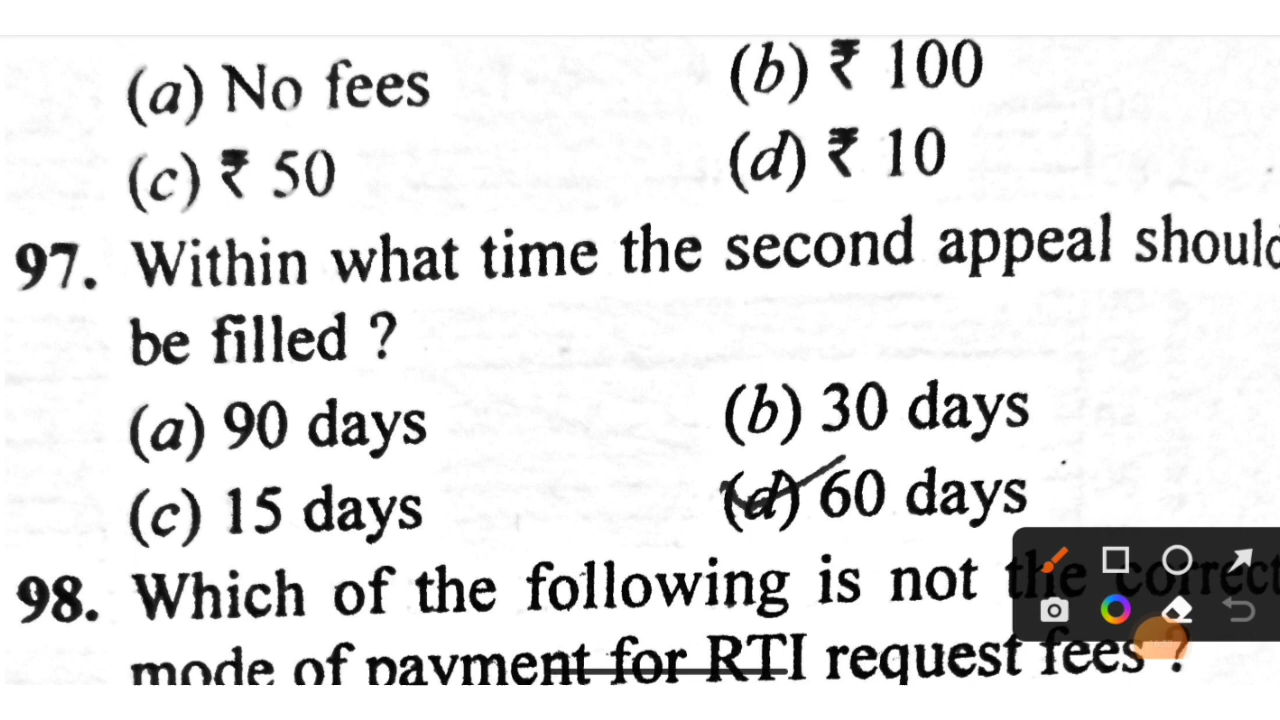 (a) No fees (b) ₹ 100
(c) ₹ 50 (d) ₹ 10
97. Within what time the second appeal should
be filled ?
(a) 90 days (b) 30 days
(c) 15 days (d) 60 days
98. Which of the following is not the correct
mode of payment for RTI request fees ?